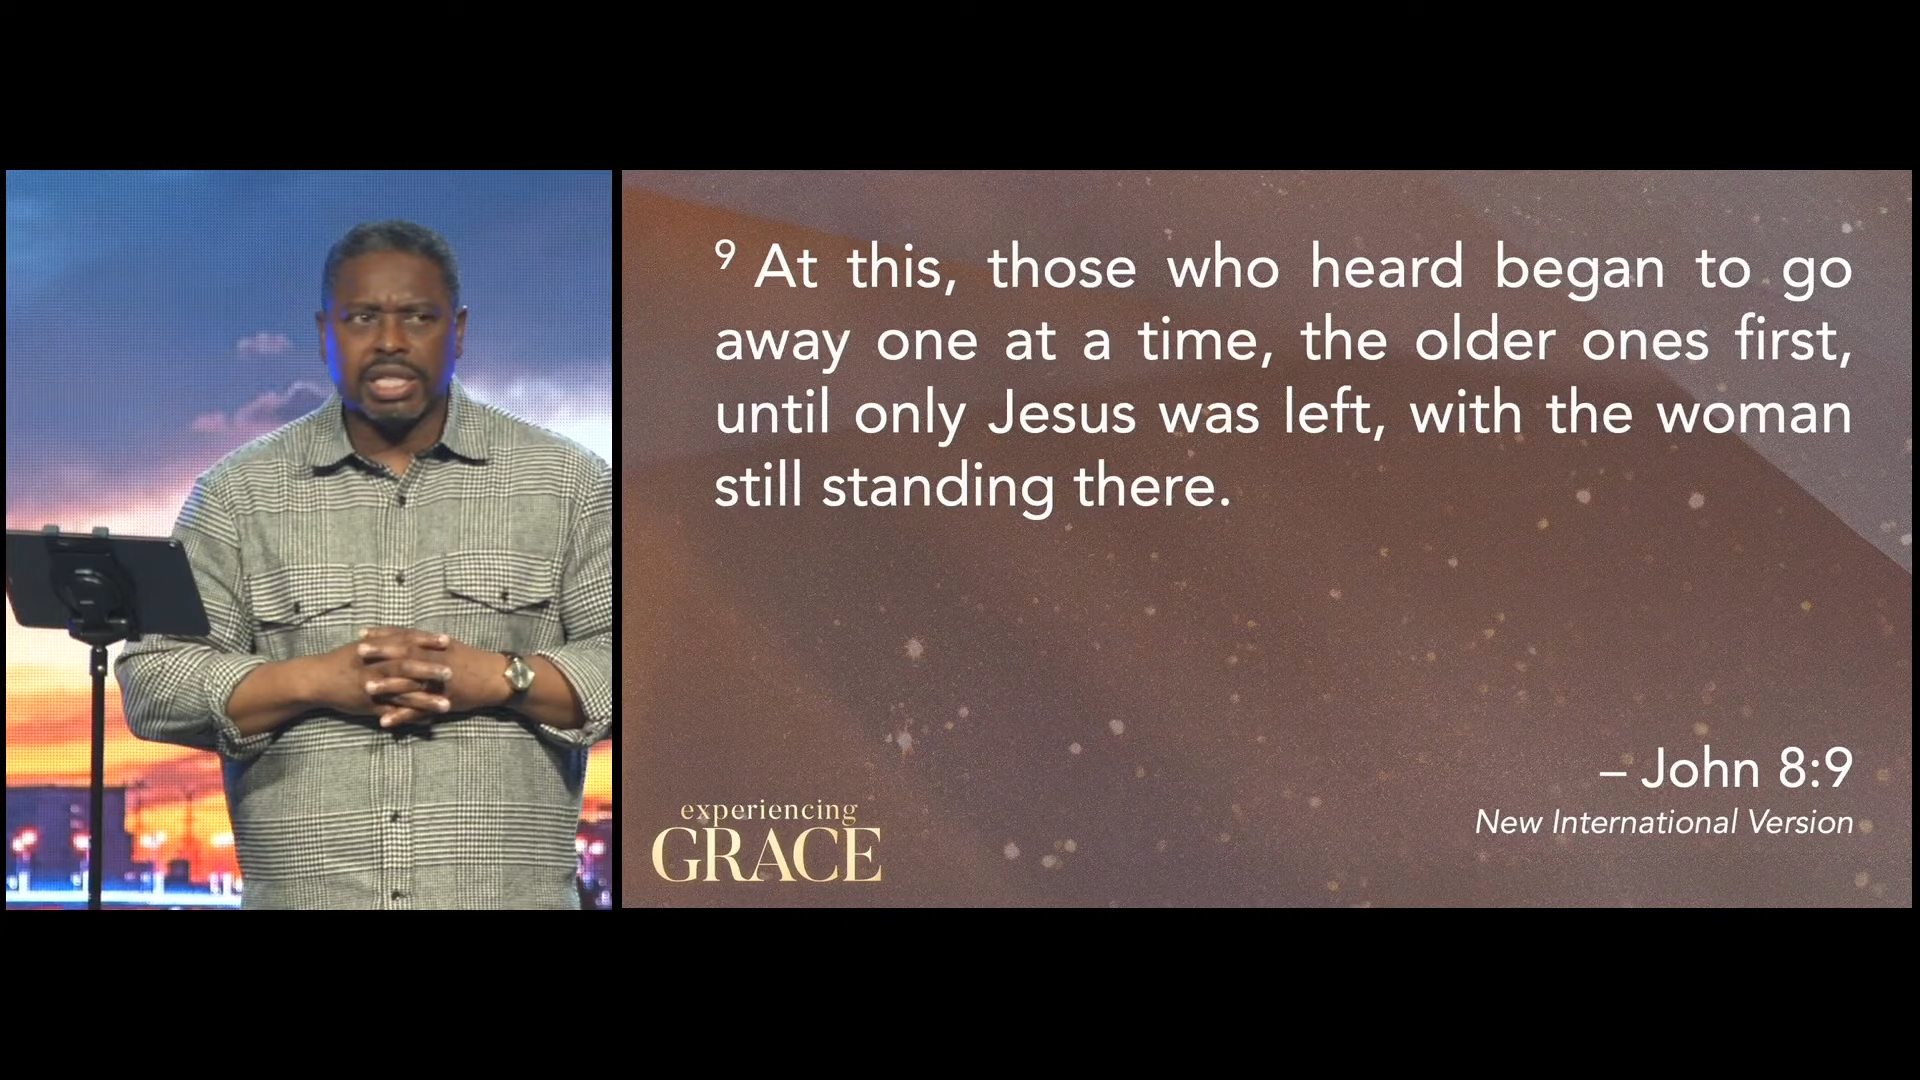 9 At this, those who heard began to go
away one at a time, the older ones first,
until only Jesus was left, with the woman
still standing there.
– John 8:9
New International Version
experiencing
GRACE